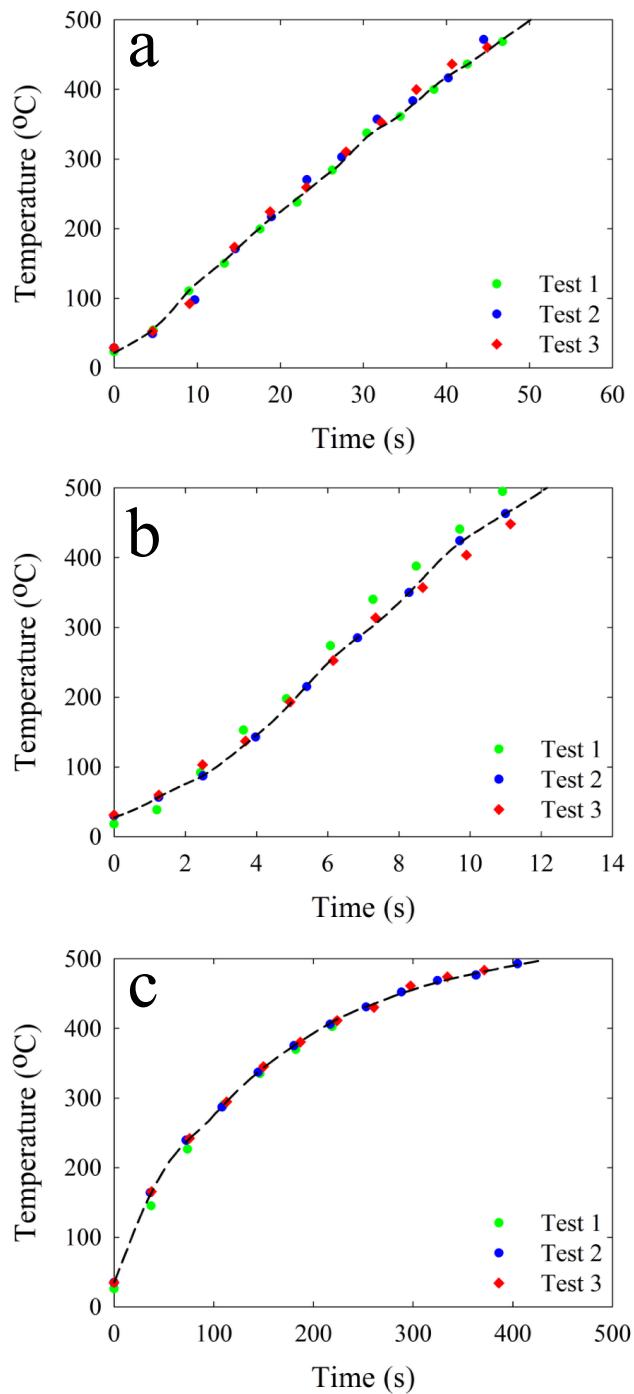 a
500
400
300
200
100
0
Temperature (ºC)
Test 1
Test 2
Test 3
0 10 20 30 40 50 60
Time (s)
b
500
400
300
200
100
0
Temperature (ºC)
Test 1
Test 2
Test 3
0 2 4 6 8 10 12 14
Time (s)
c
500
400
300
200
100
0
Temperature (ºC)
Test 1
Test 2
Test 3
0 100 200 300 400 500
Time (s)